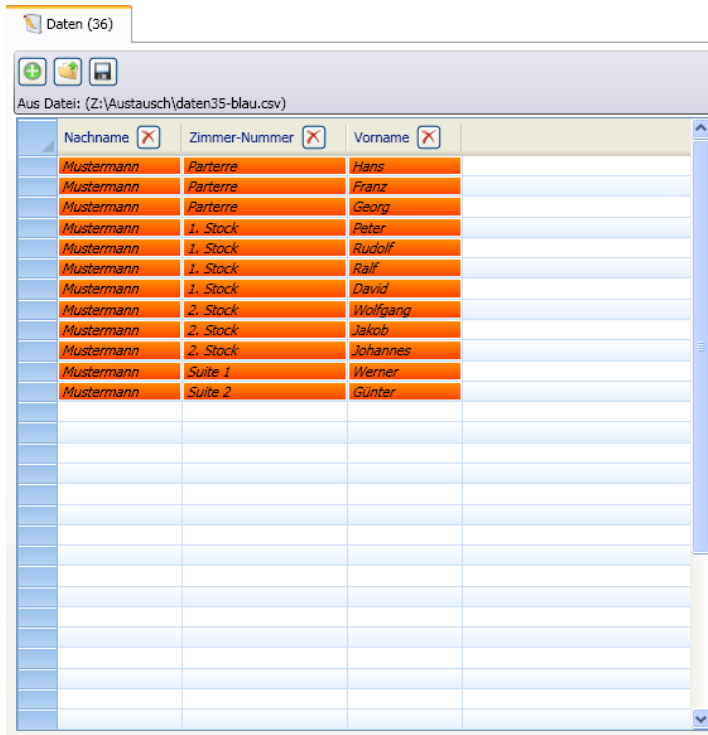 Daten (36)
Aus Datei: (Z:\Austausch\daten35-blau.csv)
Nachname Zimmer-Nummer Vorname
Mustermann Parterre Hans
Mustermann Parterre Franz
Mustermann Parterre Georg
Mustermann 1. Stock Peter
Mustermann 1. Stock Rudolf
Mustermann 1. Stock Ralf
Mustermann 1. Stock David
Mustermann 2. Stock Wolfgang
Mustermann 2. Stock Jakob
Mustermann 2. Stock Johannes
Mustermann Suite 1 Werner
Mustermann Suite 2 Günter